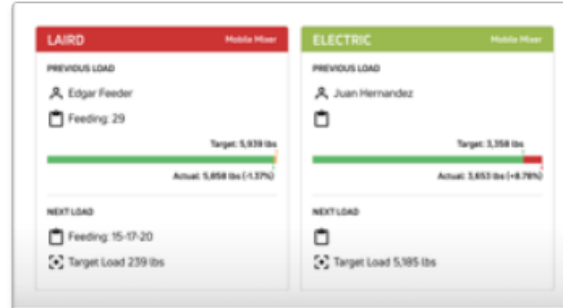 LAIRD Mobile Mixer
PREVIOUS LOAD
Edgar Feeder
Feeding: 29
Target: 5,939 lbs
Actual: 5,858 lbs (-1.37%)
NEXT LOAD
Feeding: 15-17-20
Target Load 239 lbs
ELECTRIC Mobile Mixer
PREVIOUS LOAD
Juan Hernandez
Target: 3,358 lbs
Actual: 3,653 lbs (+8.78%)
NEXT LOAD
Target Load 5,185 lbs